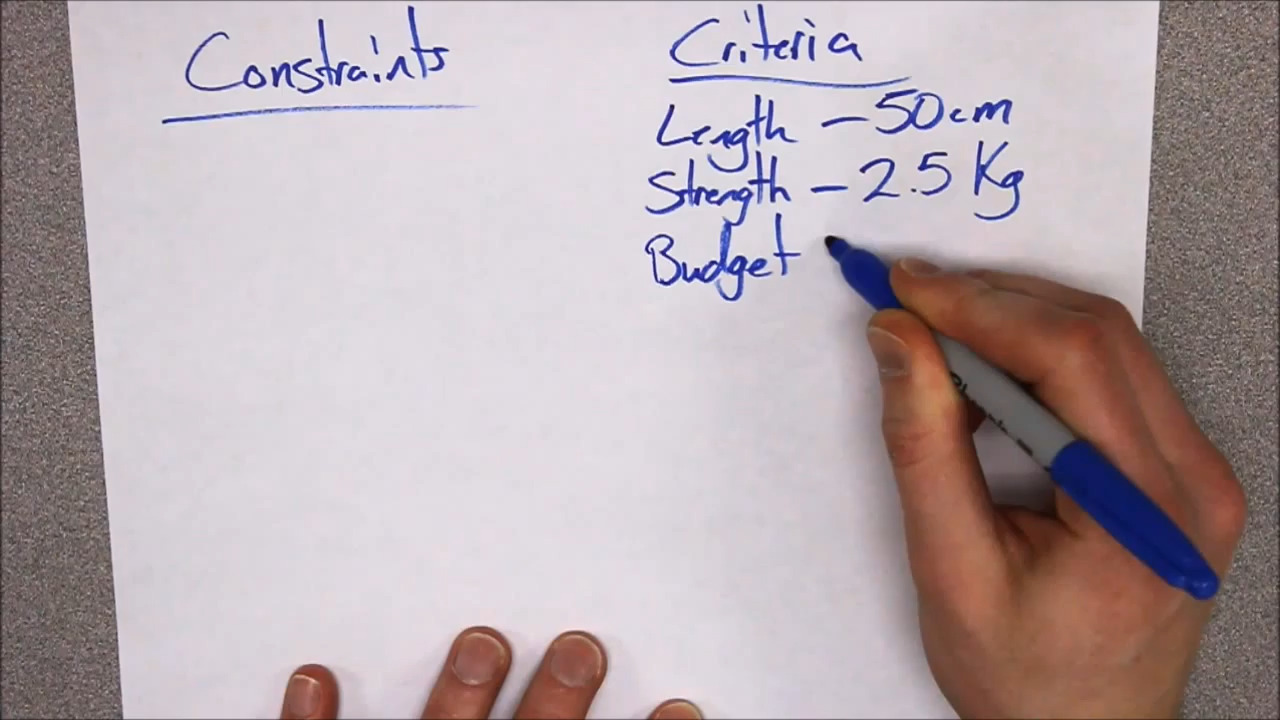 Constraints
Criteria
Length - 50cm
Strength - 2.5 Kg
Budget